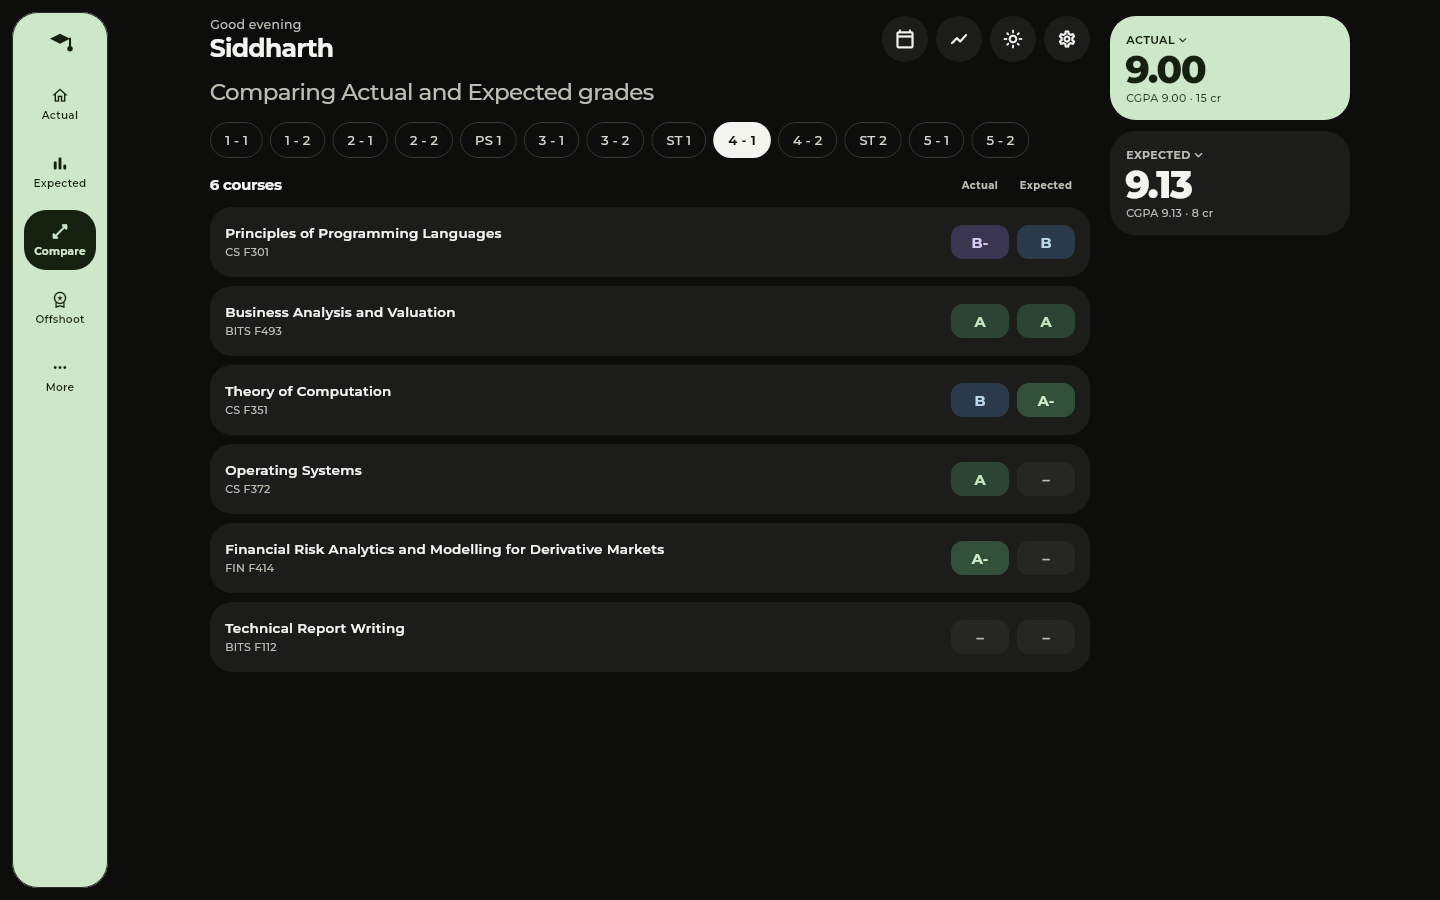 Actual
Expected
Compare
Offshoot
More
Good evening
Siddharth
Comparing Actual and Expected grades
1 - 1
1 - 2
2 - 1
2 - 2
PS 1
3 - 1
3 - 2
ST 1
4 - 1
4 - 2
ST 2
5 - 1
5 - 2
6 courses
Actual Expected
Principles of Programming Languages
CS F301
B- B
Business Analysis and Valuation
BITS F493
A A
Theory of Computation
CS F351
B A-
Operating Systems
CS F372
A –
Financial Risk Analytics and Modelling for Derivative Markets
FIN F414
A- –
Technical Report Writing
BITS F112
– –
ACTUAL
9.00
CGPA 9.00 · 15 cr
EXPECTED
9.13
CGPA 9.13 · 8 cr